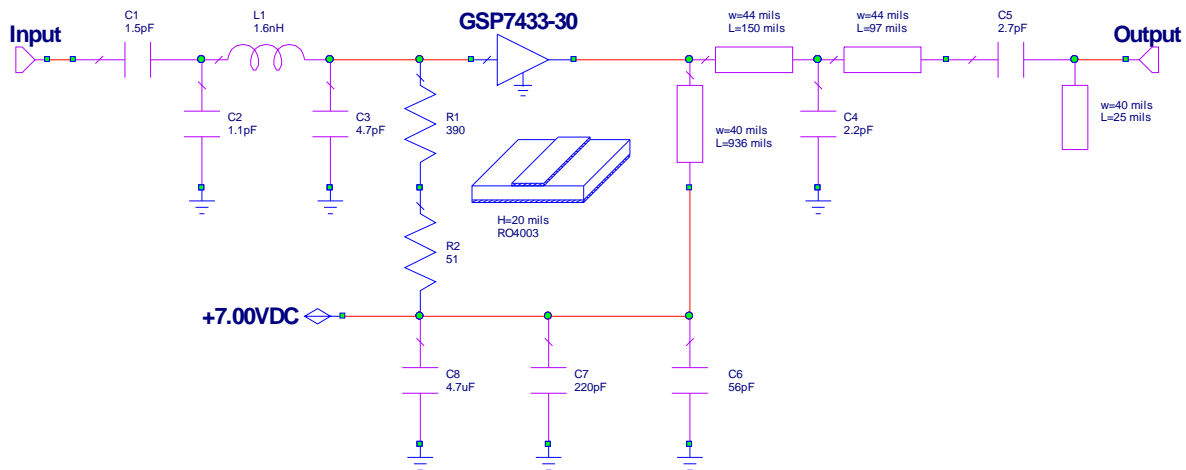 GSP7433-30
Input
C1
1.5pF
L1
1.6nH
w=44 mils
L=150 mils
w=44 mils
L=97 mils
C5
2.7pF
Output
C2
1.1pF
C3
4.7pF
R1
390
w=40 mils
L=936 mils
C4
2.2pF
w=40 mils
L=25 mils
H=20 mils
RO4003
R2
51
+7.00VDC
C8
4.7uF
C7
220pF
C6
56pF